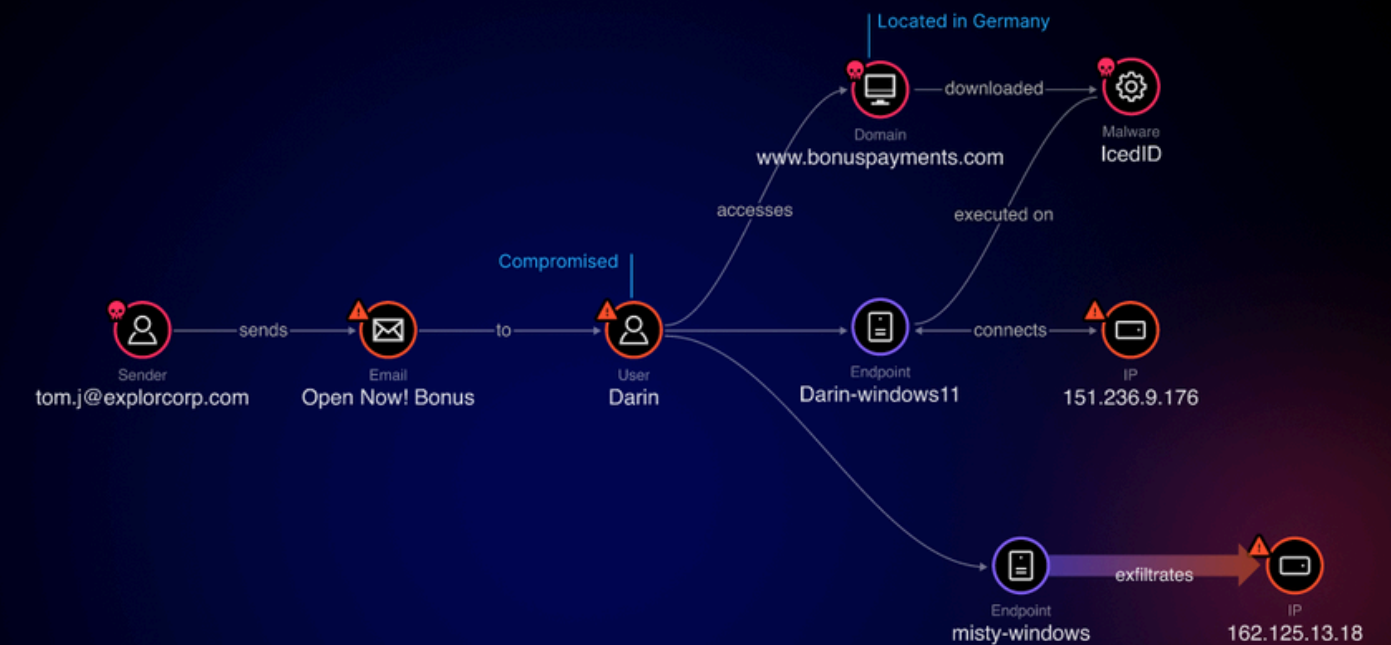 Located in Germany
downloaded
Domain
www.bonuspayments.com
Malware
IcedID
accesses
executed on
Compromised
sends
to
connects
Sender
tom.j@explorcorp.com
Email
Open Now! Bonus
User
Darin
Endpoint
Darin-windows11
IP
151.236.9.176
exfiltrates
Endpoint
misty-windows
IP
162.125.13.18